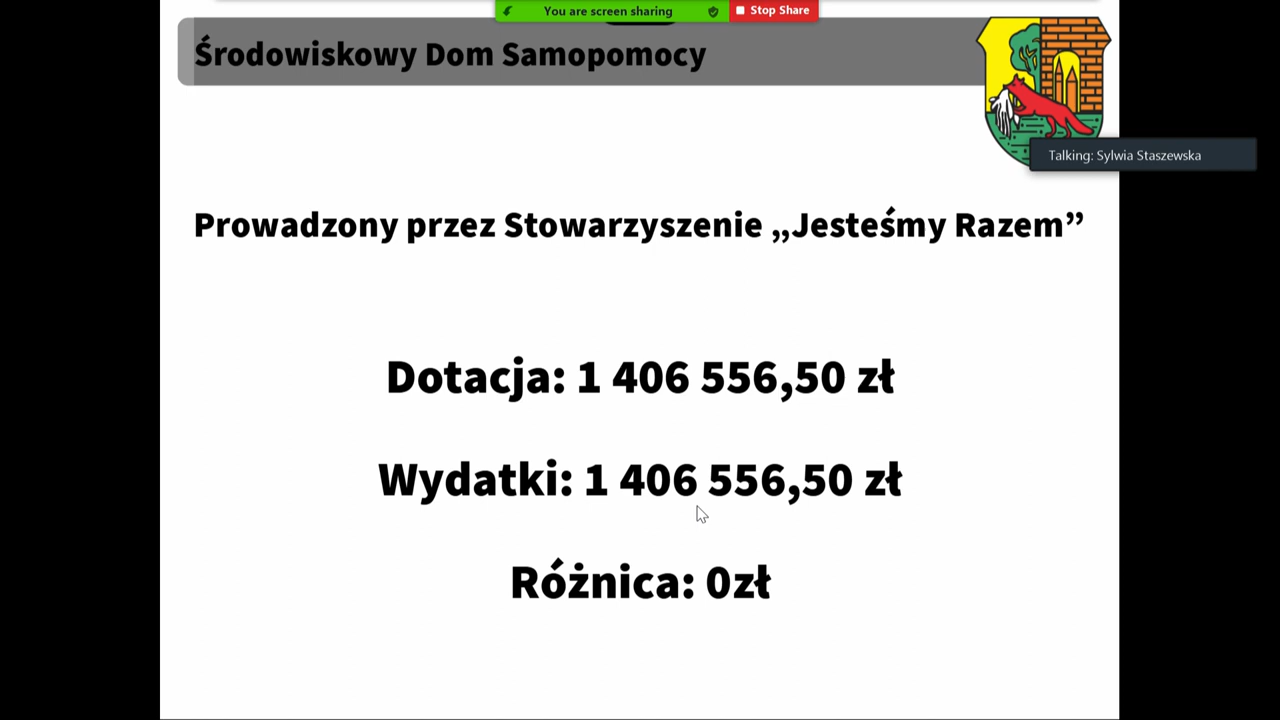 You are screen sharing
Stop Share
Środowiskowy Dom Samopomocy
Talking: Sylwia Staszewska
Prowadzony przez Stowarzyszenie „Jesteśmy Razem”
Dotacja: 1 406 556,50 zł
Wydatki: 1 406 556,50 zł
Różnica: 0zł